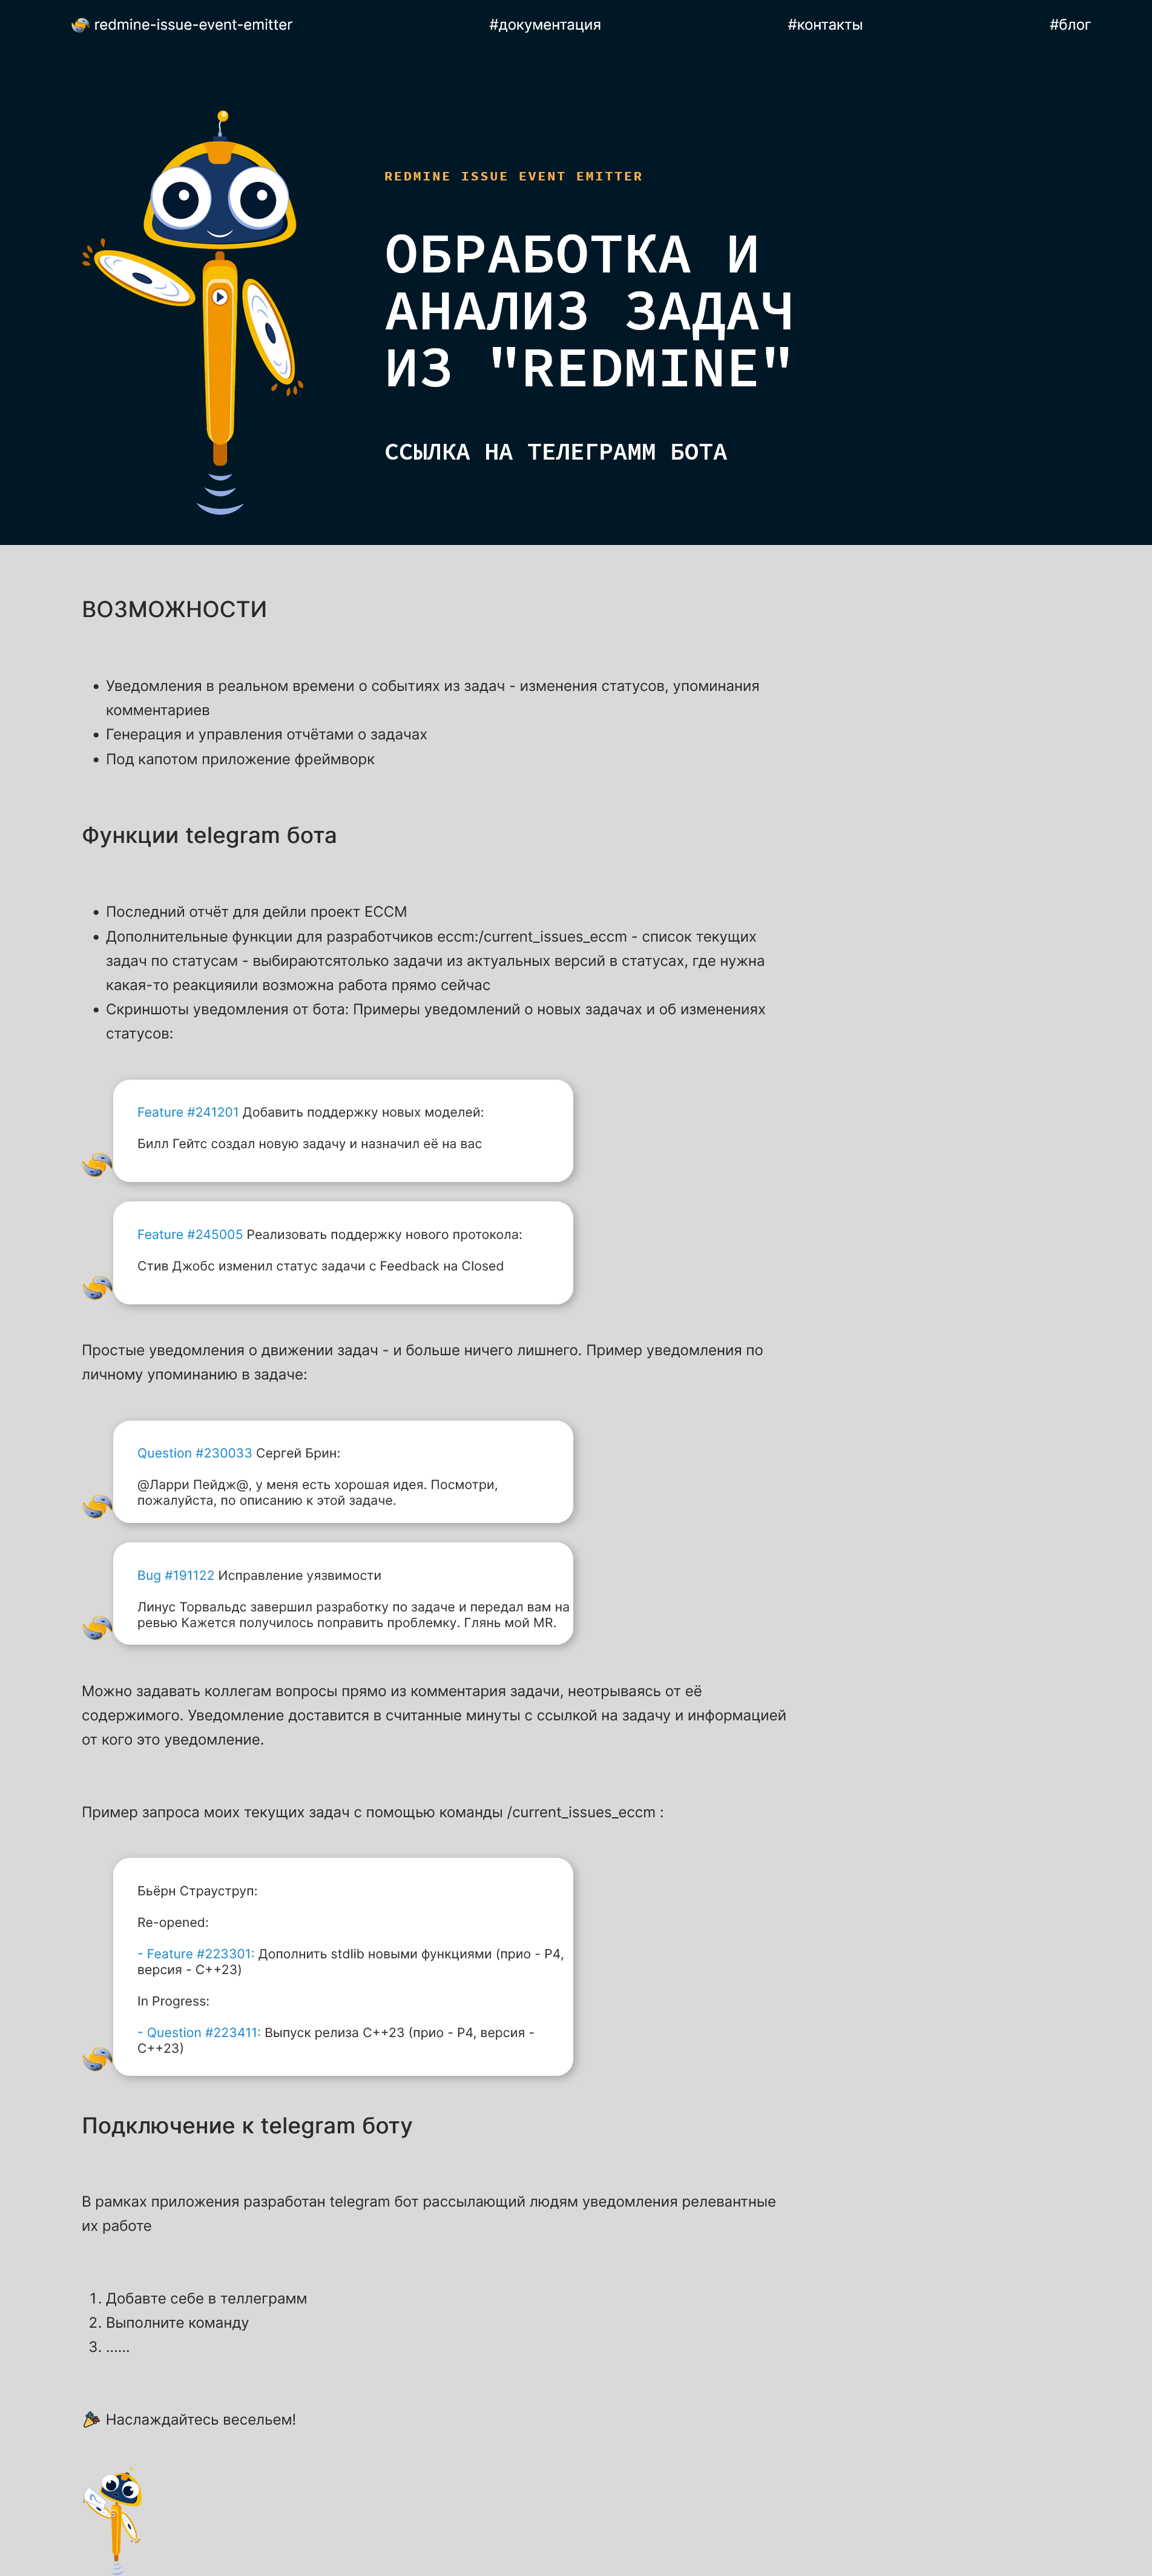 redmine-issue-event-emitter #документация #контакты #блог
REDMINE ISSUE EVENT EMITTER
ОБРАБОТКА И
АНАЛИЗ ЗАДАЧ
ИЗ "REDMINE"
ССЫЛКА НА ТЕЛЕГРАММ БОТА
ВОЗМОЖНОСТИ
• Уведомления в реальном времени о событиях из задач - изменения статусов, упоминания
комментариев
• Генерация и управления отчётами о задачах
• Под капотом приложение фреймворк
Функции telegram бота
• Последний отчёт для дейли проект ECCM
• Дополнительные функции для разработчиков eccm:/current_issues_eccm - список текущих
задач по статусам - выбираютсятолько задачи из актуальных версий в статусах, где нужна
какая-то реакцияили возможна работа прямо сейчас
• Скриншоты уведомления от бота: Примеры уведомлений о новых задачах и об изменениях
статусов:
Feature #241201 Добавить поддержку новых моделей:
Билл Гейтс создал новую задачу и назначил её на вас
Feature #245005 Реализовать поддержку нового протокола:
Стив Джобс изменил статус задачи с Feedback на Closed
Простые уведомления о движении задач - и больше ничего лишнего. Пример уведомления по
личному упоминанию в задаче:
Question #230033 Сергей Брин:
@Ларри Пейдж@, у меня есть хорошая идея. Посмотри,
пожалуйста, по описанию к этой задаче.
Bug #191122 Исправление уязвимости
Линус Торвальдс завершил разработку по задаче и передал вам на
ревью Кажется получилось поправить проблемку. Глянь мой MR.
Можно задавать коллегам вопросы прямо из комментария задачи, неотрываясь от её
содержимого. Уведомление доставится в считанные минуты с ссылкой на задачу и информацией
от кого это уведомление.
Пример запроса моих текущих задач с помощью команды /current_issues_eccm :
Бьёрн Страуструп:
Re-opened:
- Feature #223301: Дополнить stdlib новыми функциями (прио - P4,
версия - C++23)
In Progress:
- Question #223411: Выпуск релиза C++23 (прио - P4, версия -
C++23)
Подключение к telegram боту
В рамках приложения разработан telegram бот рассылающий людям уведомления релевантные
их работе
1. Добавте себе в теллеграмм
2. Выполните команду
3. ......
Наслаждайтесь весельем!